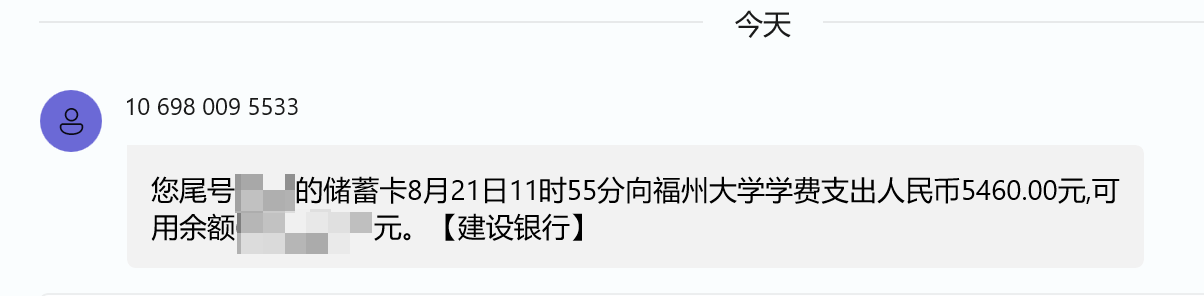 今天
10 698 009 5533
您尾号的储蓄卡8月21日11时55分向福州大学学费支出人民币5460.00元,可
用余额元。【建设银行】